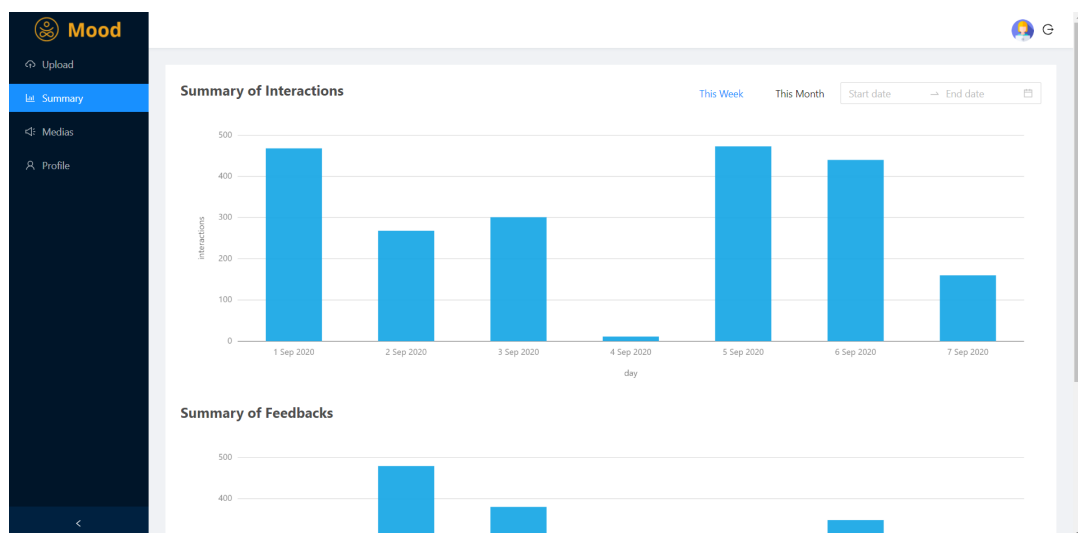 Mood
Upload
Summary
Medias
Profile
Summary of Interactions
This Week
This Month
Start date
End date
500
400
300
200
100
0
interactions
1 Sep 2020
2 Sep 2020
3 Sep 2020
4 Sep 2020
5 Sep 2020
6 Sep 2020
7 Sep 2020
day
Summary of Feedbacks
500
400